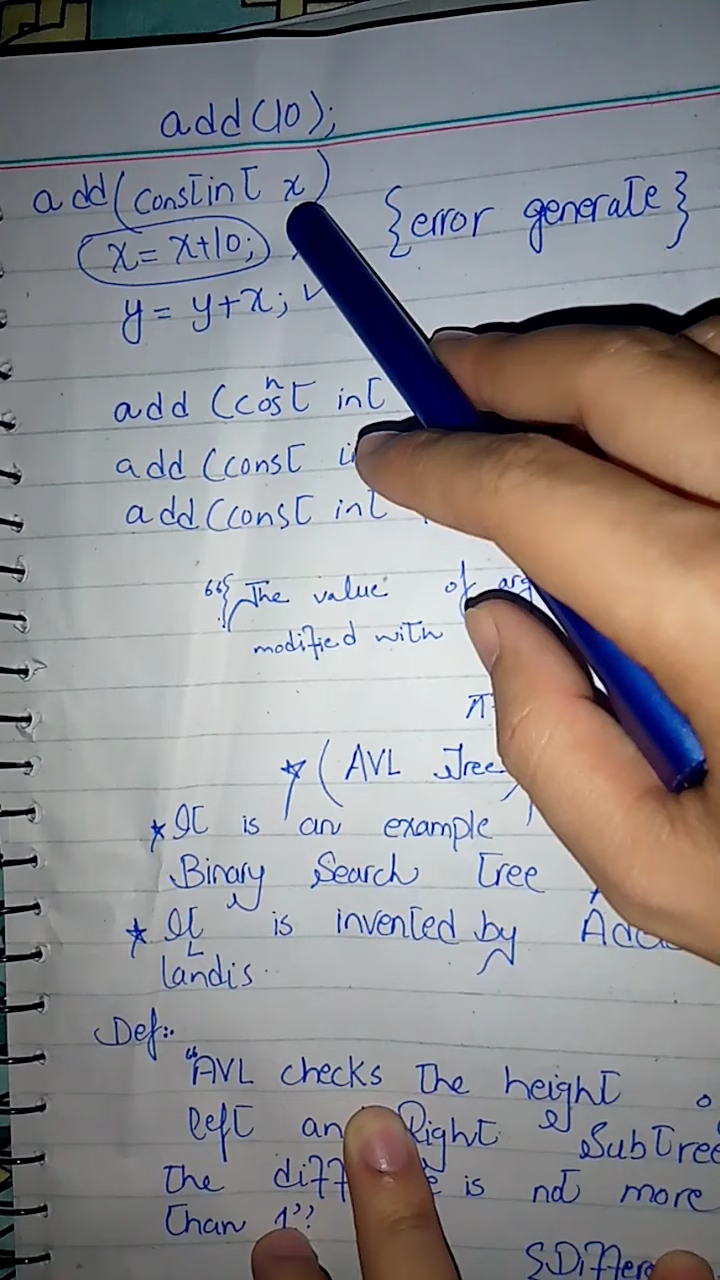 add(10);
add(const int x)
{error generate}
x = x+10;
y = y+x; ✓
add (cosnt int
add (const
add (const int
"{The value of
modified with
★ (AVL Tree
★ It is an example
Binary Search Tree
★ It is invented by
Landis.
Def:-
"AVL checks the height
left and Right & SubTree
the is not more
than 1"